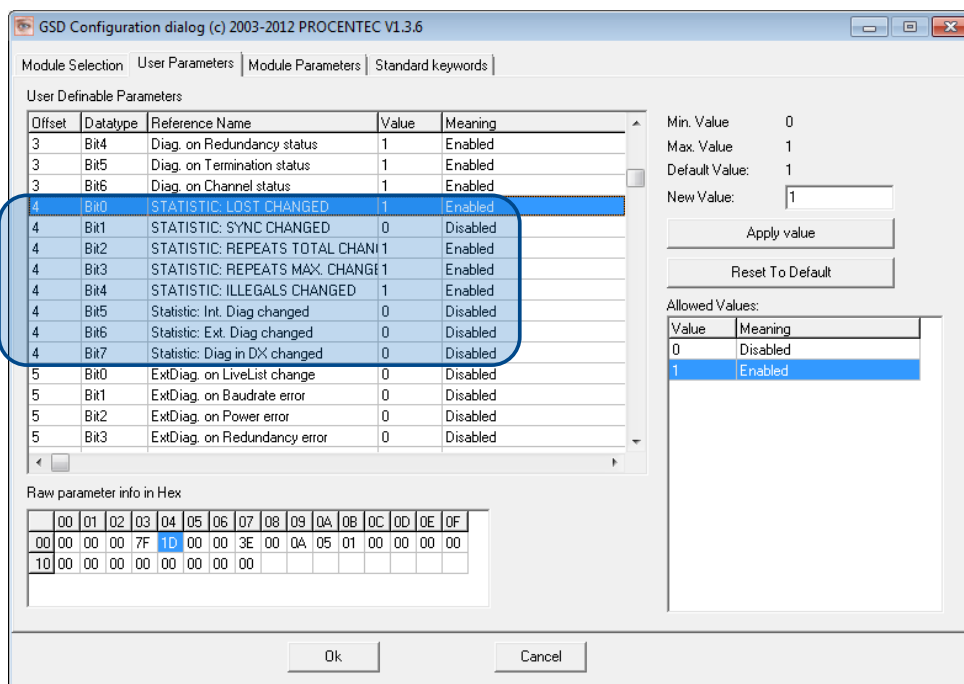 GSD Configuration dialog (c) 2003-2012 PROCENTEC V1.3.6
Module Selection User Parameters Module Parameters Standard keywords
User Definable Parameters
Offset Datatype Reference Name Value Meaning
3 Bit4 Diag. on Redundancy status 1 Enabled
3 Bit5 Diag. on Termination status 1 Enabled
3 Bit6 Diag. on Channel status 1 Enabled
4 Bit0 STATISTIC: LOST CHANGED 1 Enabled
4 Bit1 STATISTIC: SYNC CHANGED 0 Disabled
4 Bit2 STATISTIC: REPEATS TOTAL CHAN 1 Enabled
4 Bit3 STATISTIC: REPEATS MAX. CHANGE 1 Enabled
4 Bit4 STATISTIC: ILLEGALS CHANGED 1 Enabled
4 Bit5 Statistic: Int. Diag changed 0 Disabled
4 Bit6 Statistic: Ext. Diag changed 0 Disabled
4 Bit7 Statistic: Diag in DX changed 0 Disabled
5 Bit0 ExtDiag. on LiveList change 0 Disabled
5 Bit1 ExtDiag. on Baudrate error 0 Disabled
5 Bit2 ExtDiag. on Power error 0 Disabled
5 Bit3 ExtDiag. on Redundancy error 0 Disabled
Min. Value 0
Max. Value 1
Default Value: 1
New Value: 1
Apply value
Reset To Default
Allowed Values:
Value Meaning
0 Disabled
1 Enabled
Raw parameter info in Hex
00 01 02 03 04 05 06 07 08 09 0A 0B 0C 0D 0E 0F
00 00 00 00 7F 1D 00 00 3E 00 0A 05 01 00 00 00 00
10 00 00 00 00 00 00 00 00
Ok Cancel